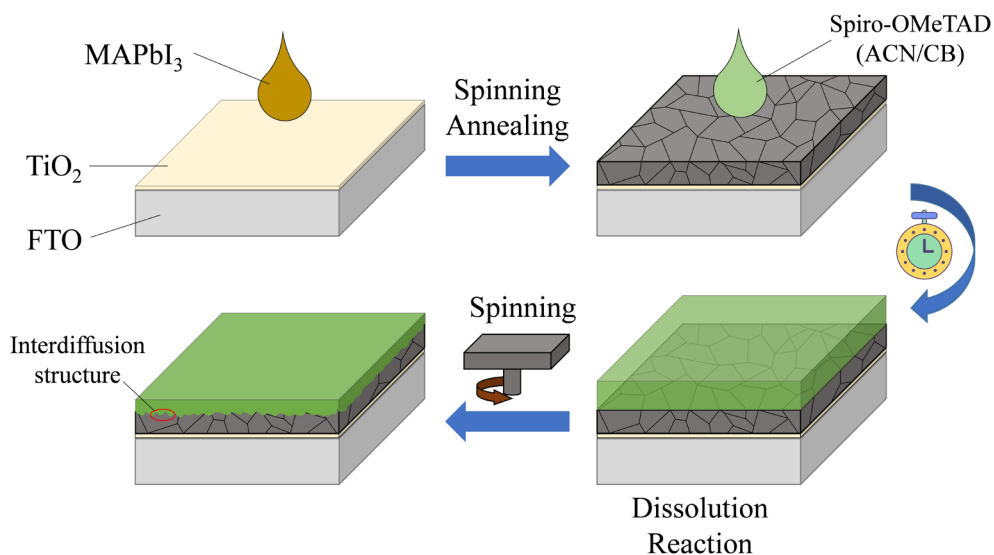 MAPbI₃
TiO₂
FTO
Spinning
Annealing
Spiro-OMeTAD
(ACN/CB)
Interdiffusion
structure
Spinning
Dissolution
Reaction